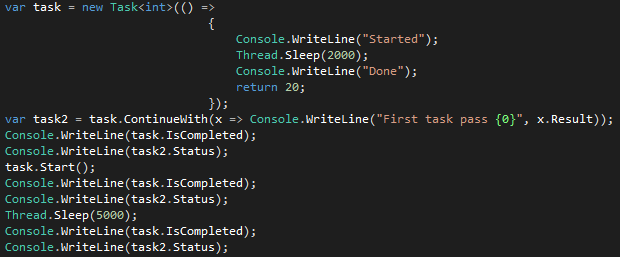 var task = new Task<int>(() =>
{
Console.WriteLine("Started");
Thread.Sleep(2000);
Console.WriteLine("Done");
return 20;
});
var task2 = task.ContinueWith(x => Console.WriteLine("First task pass {0}", x.Result));
Console.WriteLine(task.IsCompleted);
Console.WriteLine(task2.Status);
task.Start();
Console.WriteLine(task.IsCompleted);
Console.WriteLine(task2.Status);
Thread.Sleep(5000);
Console.WriteLine(task.IsCompleted);
Console.WriteLine(task2.Status);